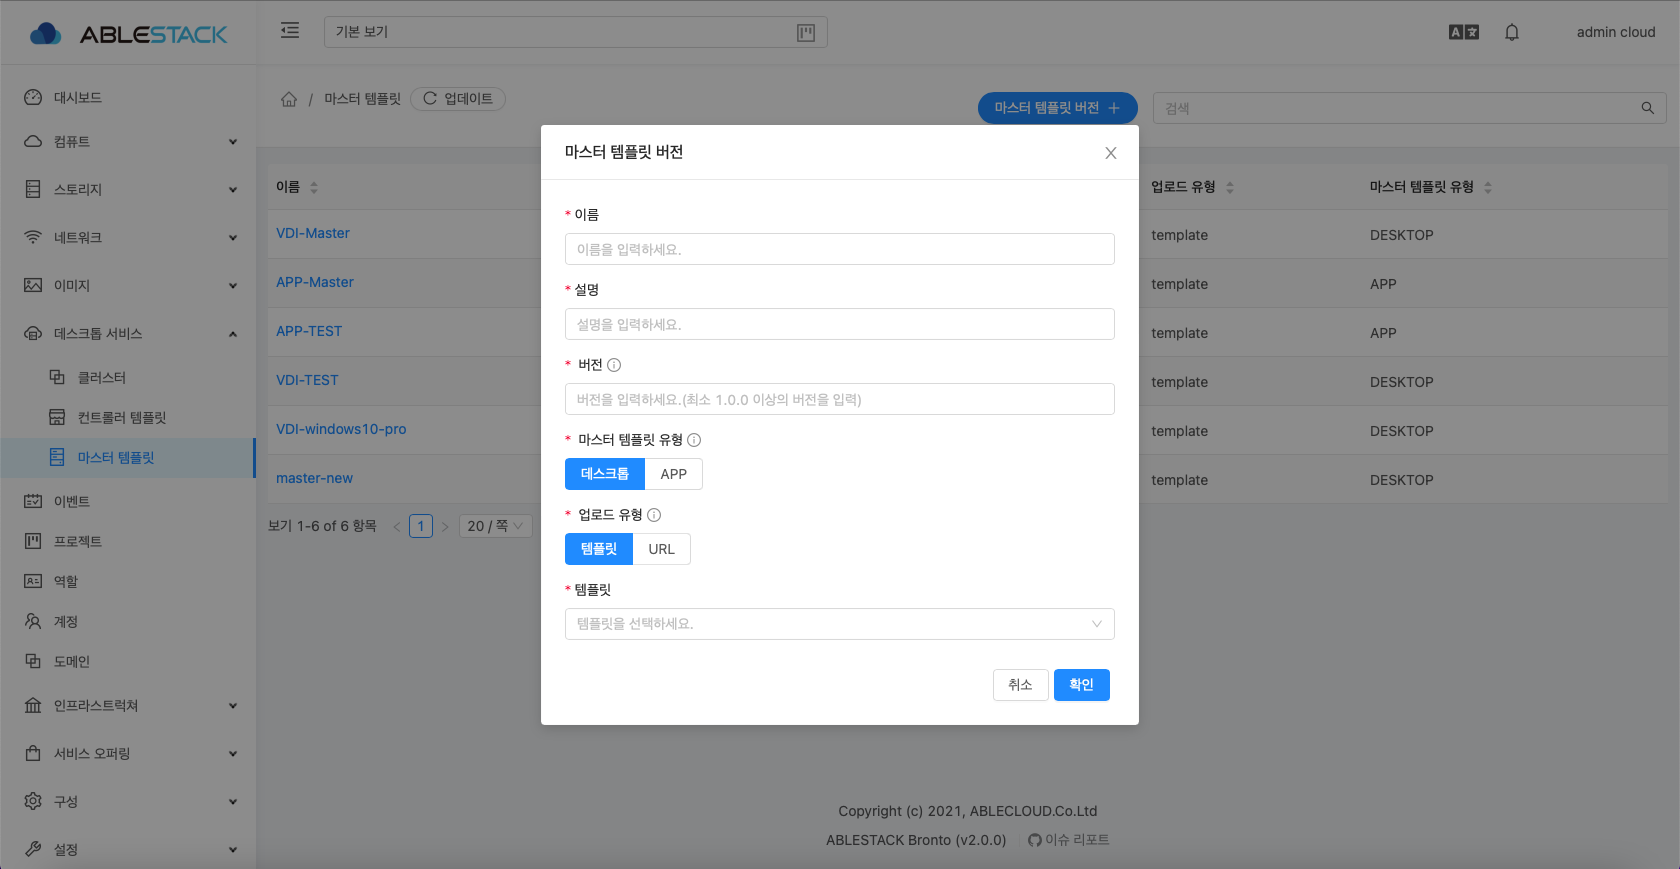 ABLESTACK
기본 보기
admin cloud
대시보드
컴퓨트
스토리지
네트워크
이미지
데스크톱 서비스
클러스터
컨트롤러 템플릿
마스터 템플릿
이벤트
프로젝트
역할
계정
도메인
인프라스트럭쳐
서비스 오퍼링
구성
설정
/ 마스터 템플릿 업데이트
마스터 템플릿 버전
검색
이름
업로드 유형
마스터 템플릿 유형
VDI-Master
template
DESKTOP
APP-Master
template
APP
APP-TEST
template
APP
VDI-TEST
template
DESKTOP
VDI-windows10-pro
template
DESKTOP
master-new
template
DESKTOP
보기 1-6 of 6 항목 < 1 > 20 / 쪽
마스터 템플릿 버전
* 이름
이름을 입력하세요.
* 설명
설명을 입력하세요.
* 버전
버전을 입력하세요.(최소 1.0.0 이상의 버전을 입력)
* 마스터 템플릿 유형
데스크톱 APP
* 업로드 유형
템플릿 URL
* 템플릿
템플릿을 선택하세요.
취소 확인
Copyright (c) 2021, ABLECLOUD.Co.Ltd
ABLESTACK Bronto (v2.0.0) 이슈 리포트